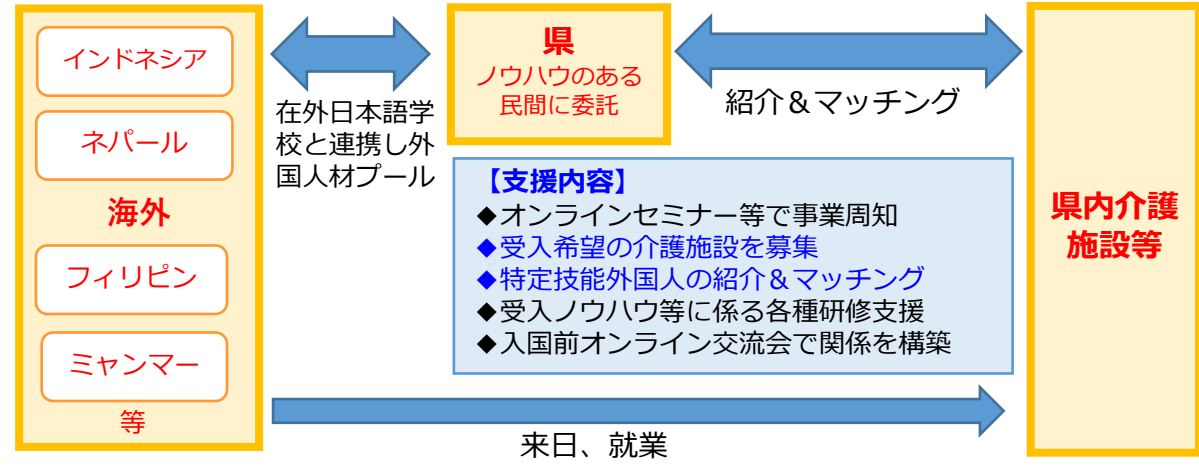 インドネシア
ネパール
海外
フィリピン
ミャンマー
等
在外日本語学
校と連携し外
国人材プール
県
ノウハウのある
民間に委託
紹介＆マッチング
【支援内容】
◆オンラインセミナー等で事業周知
◆受入希望の介護施設を募集
◆特定技能外国人の紹介＆マッチング
◆受入ノウハウ等に係る各種研修支援
◆入国前オンライン交流会で関係を構築
県内介護
施設等
来日、就業